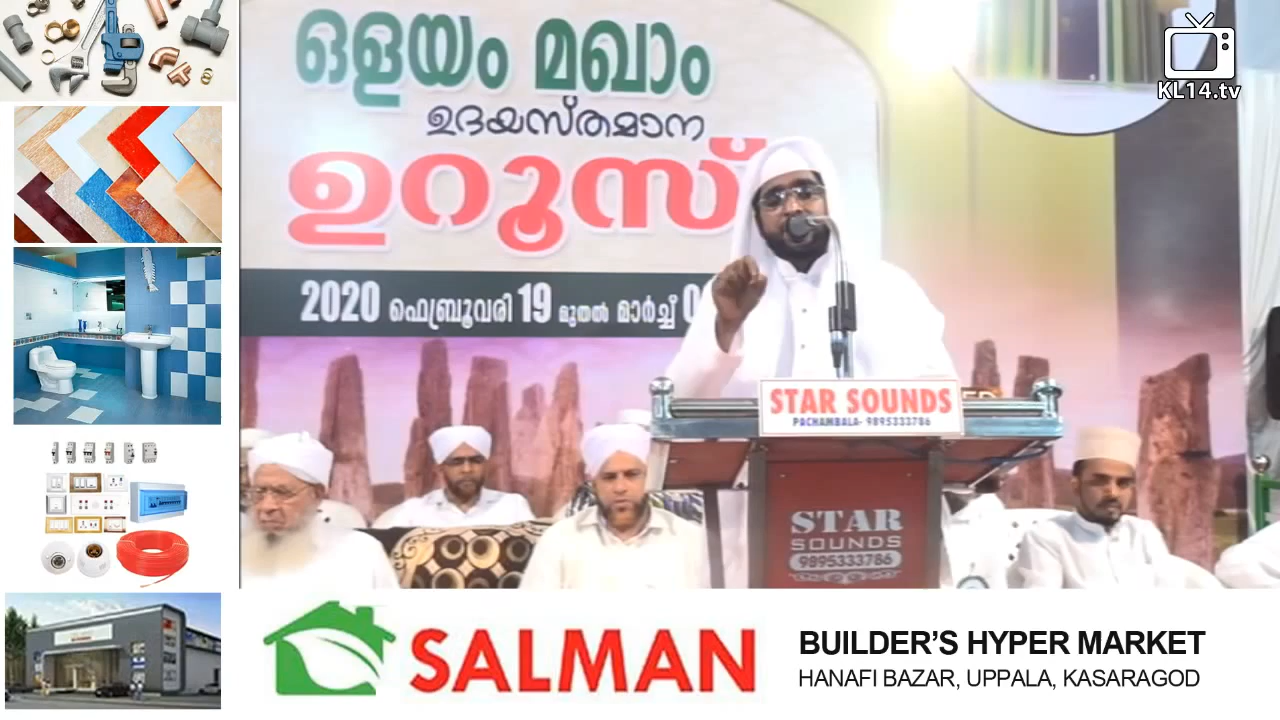 KL14.tv
ഒളയം മഖാം
ഉദയസ്തമാന
ഉറൂസ്
2020 ഫെബ്രുവരി 19 മുതൽ മാർച്ച്
STAR SOUNDS
PACHAMBALA- 9895333786
STAR
SOUNDS
9895333786
SALMAN
BUILDER'S HYPER MARKET
HANAFI BAZAR, UPPALA, KASARAGOD